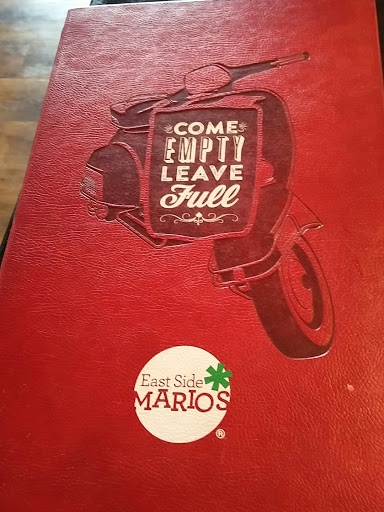 COME
EMPTY
LEAVE
Full
East Side
MARIOS
®